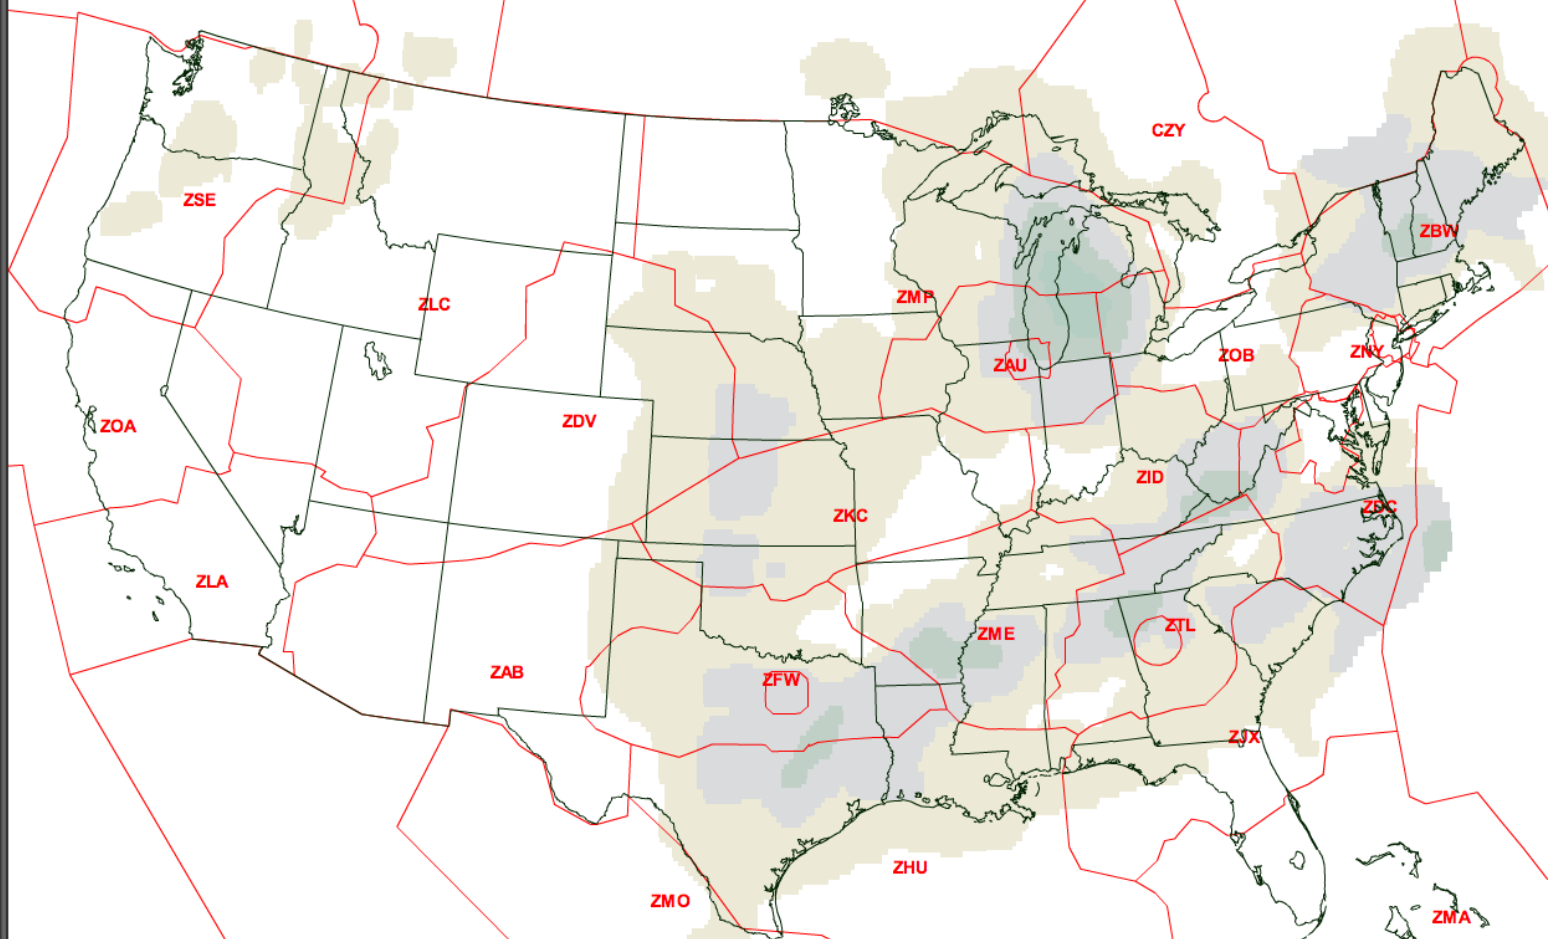 CZY
ZSE
ZBW
ZMP
ZLC
ZNY
ZOB
ZAU
ZDV
ZOA
ZID
ZDC
ZKC
ZLA
ZTL
ZME
ZAB
ZFW
ZJX
ZHU
ZMO
ZMA